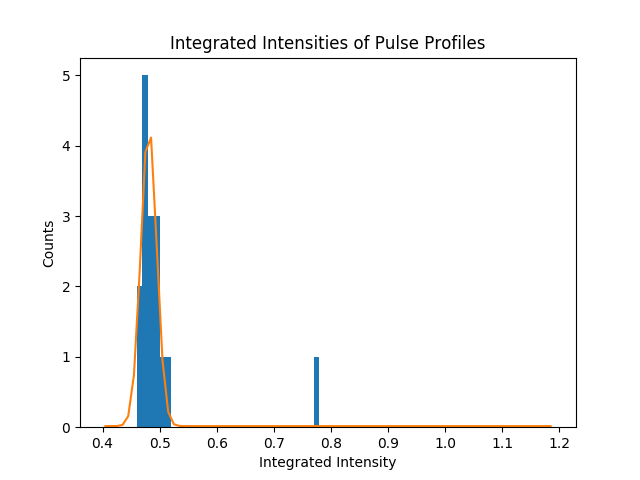 Integrated Intensities of Pulse Profiles
Counts
5
4
3
2
1
0
0.4 0.5 0.6 0.7 0.8 0.9 1.0 1.1 1.2
Integrated Intensity